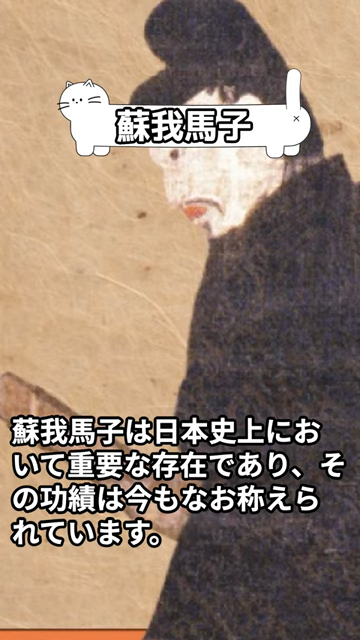 蘇我馬子
蘇我馬子は日本史上にお
いて重要な存在であり、そ
の功績は今もなお称えら
れています。